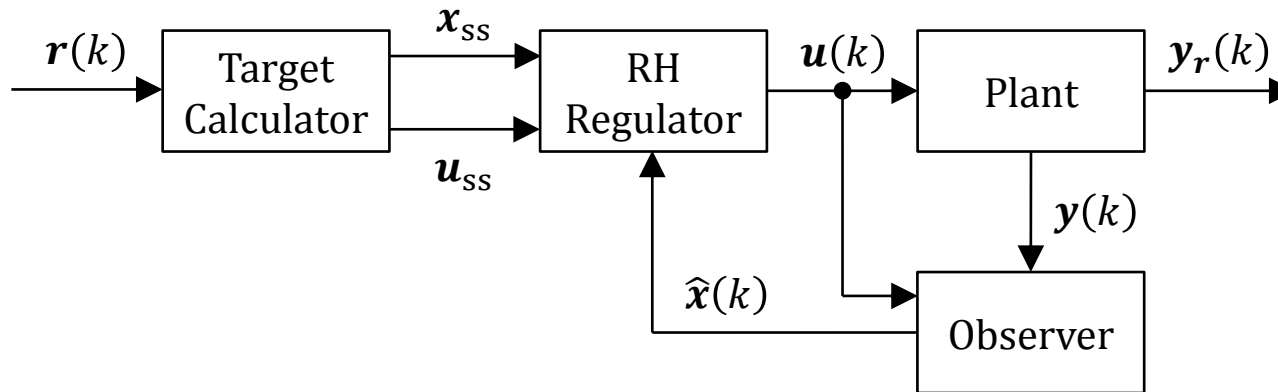 r(k)
Target
Calculator
x_ss
u_ss
RH
Regulator
u(k)
Plant
y_r(k)
y(k)
x̂(k)
Observer